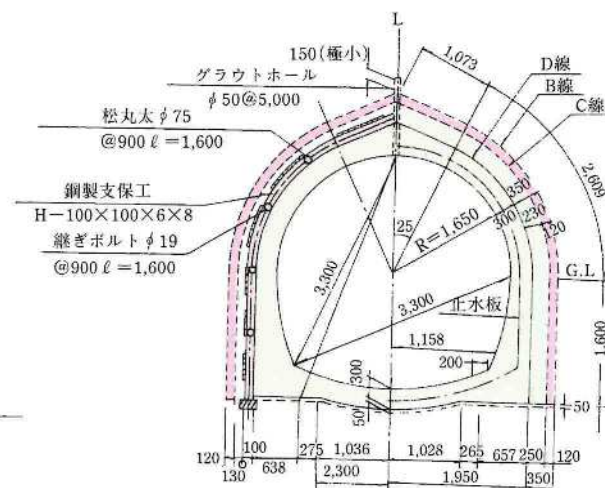 L
150(極小)
グラウトホール
φ50@5,000
松丸太φ75
@900 ℓ=1,600
鋼製支保工
H−100×100×6×8
継ぎボルトφ19
@900 ℓ=1,600
1,073
D線
B線
C線
2,609
350
300
230
120
25
R=1,650
G.L
3,300
3,300
止水板
1,158
200
300
50
1,600
50
120
130
100
638
275
1,036
1,028
265
657
250
120
2,300
1,950
350